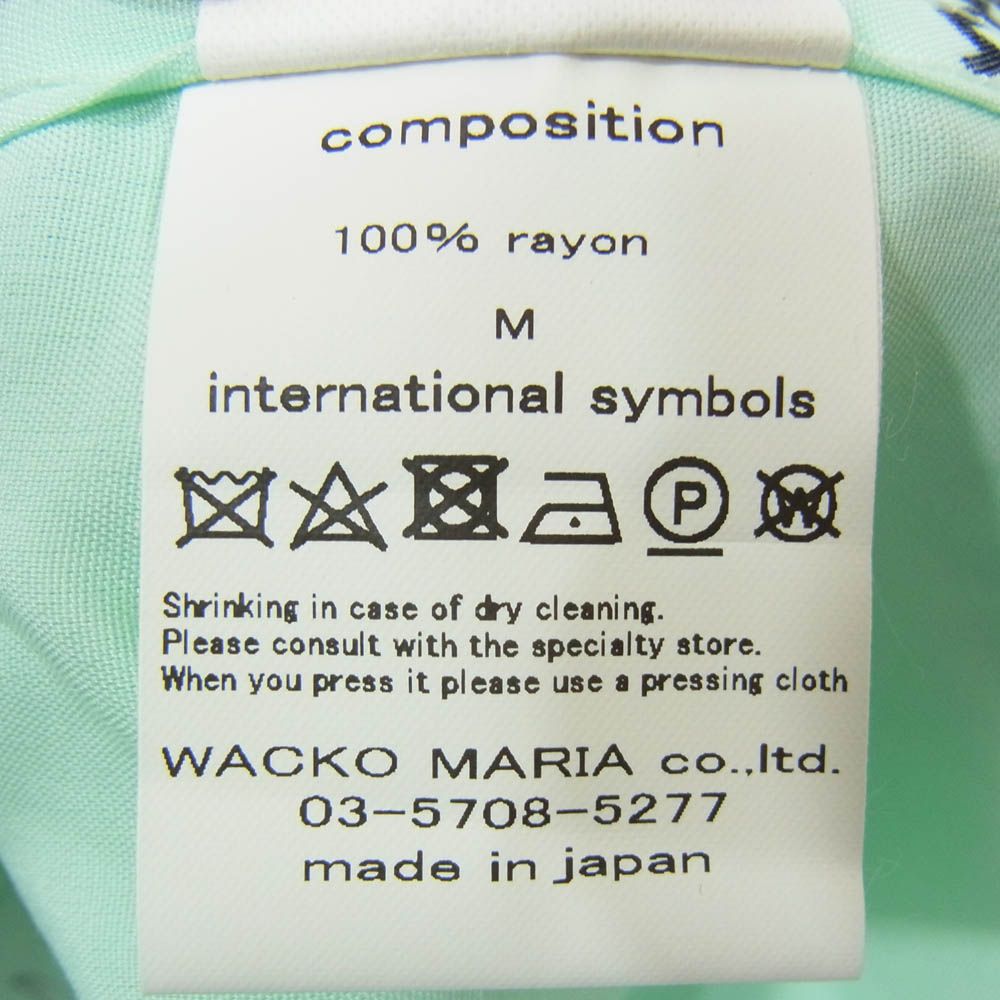 composition
100% rayon
M
international symbols
P W
Shrinking in case of dry cleaning.
Please consult with the specialty store.
When you press it please use a pressing cloth
WACKO MARIA co.,ltd.
03-5708-5277
made in japan